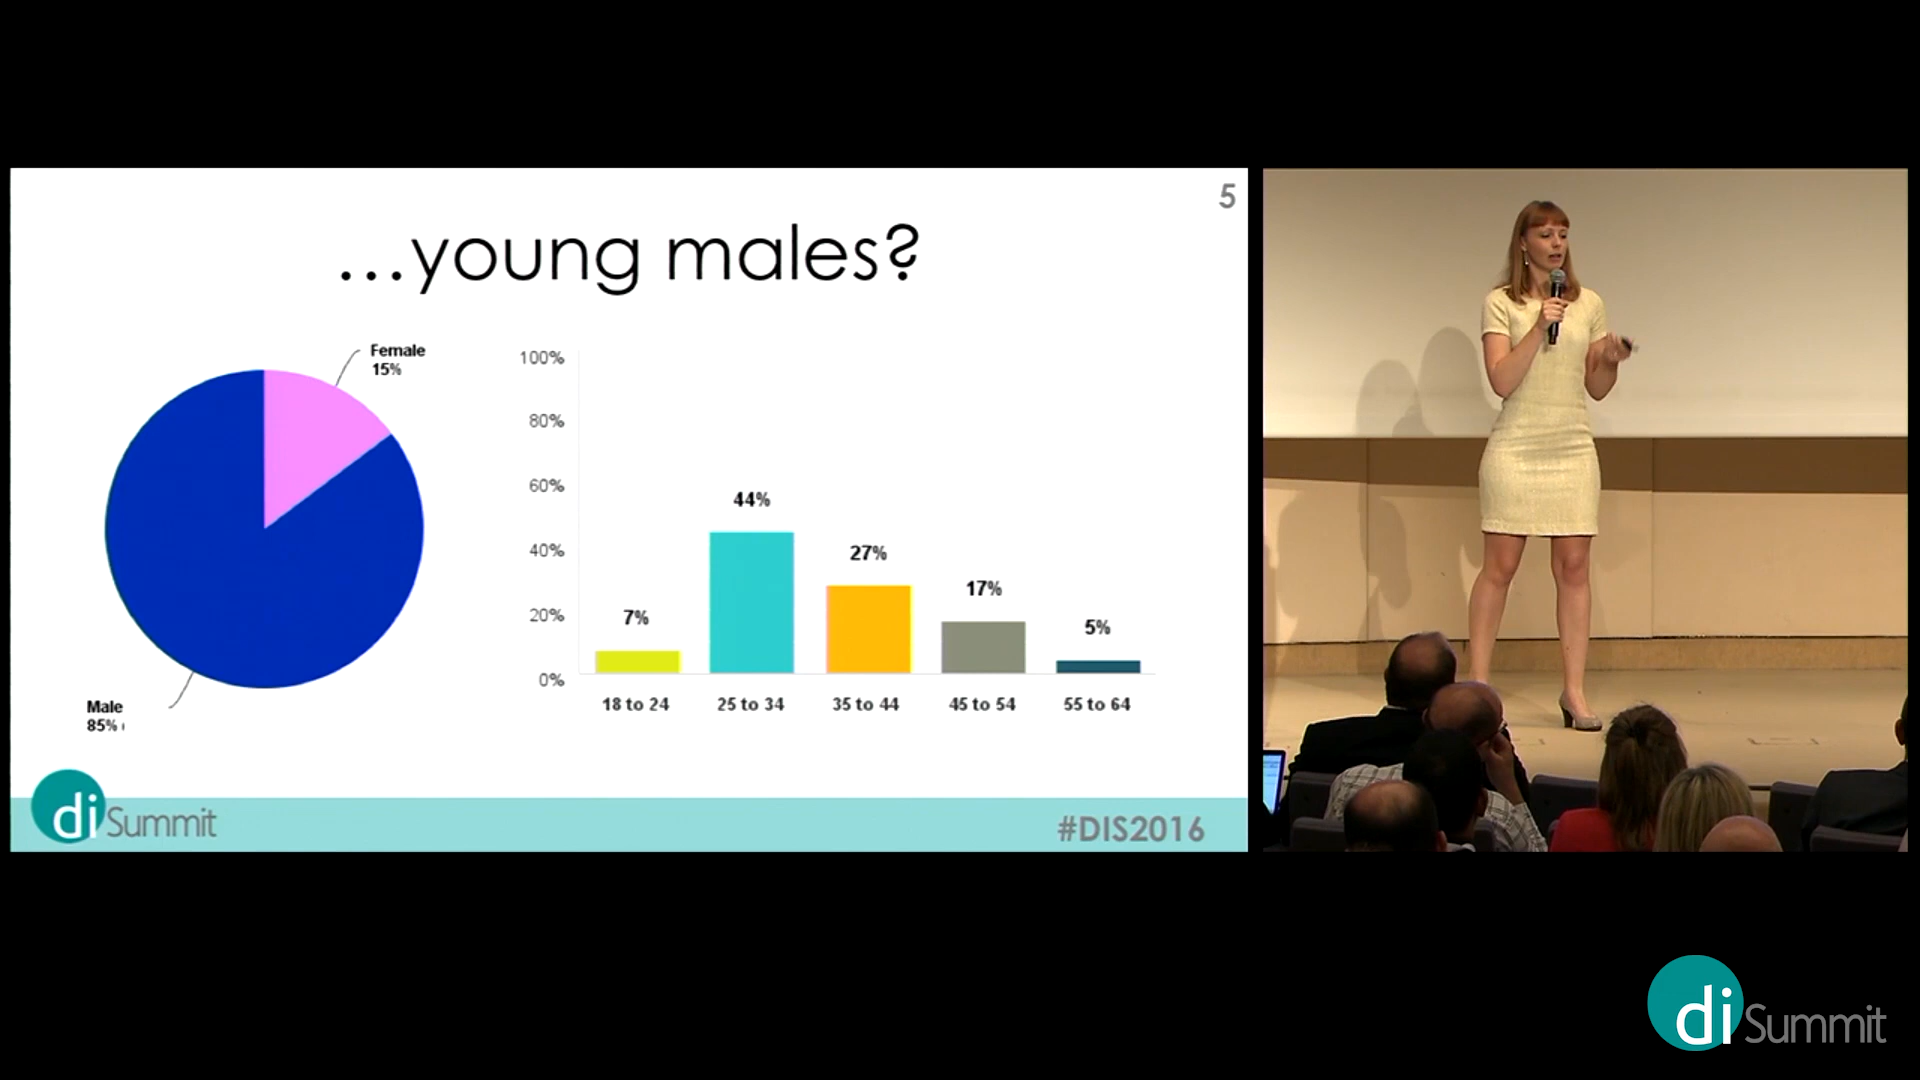 5
...young males?
Female
15%
Male
85%
100%
80%
60%
40%
20%
0%
7%
44%
27%
17%
5%
18 to 24
25 to 34
35 to 44
45 to 54
55 to 64
di Summit
#DIS2016
di Summit